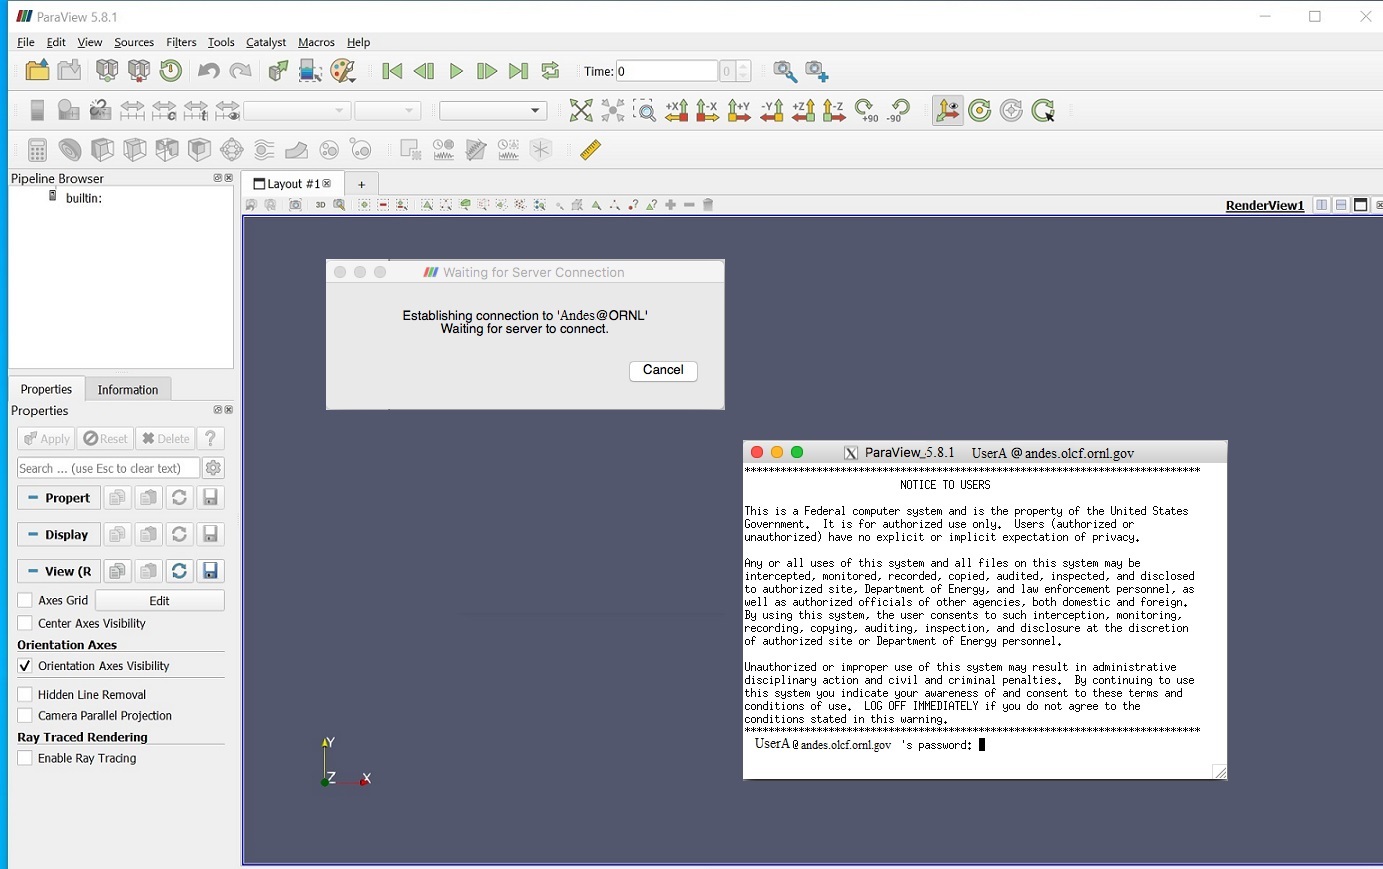 ParaView 5.8.1
File Edit View Sources Filters Tools Catalyst Macros Help
Time: 0 0
+X -X +Y -Y +Z -Z +90 -90
Pipeline Browser
builtin:
Layout #1 +
3D
RenderView1
Waiting for Server Connection
Establishing connection to 'Andes@ORNL'
Waiting for server to connect.
Cancel
Properties Information
Properties
Apply Reset Delete ?
Search ... (use Esc to clear text)
Propert
Display
View (R
Axes Grid Edit
Center Axes Visibility
Orientation Axes
Orientation Axes Visibility
Hidden Line Removal
Camera Parallel Projection
Ray Traced Rendering
Enable Ray Tracing
Y
Z X
ParaView_5.8.1 UserA @ andes.olcf.ornl.gov
*******************************************************************************
NOTICE TO USERS
This is a Federal computer system and is the property of the United States
Government. It is for authorized use only. Users (authorized or
unauthorized) have no explicit or implicit expectation of privacy.
Any or all uses of this system and all files on this system may be
intercepted, monitored, recorded, copied, audited, inspected, and disclosed
to authorized site, Department of Energy, and law enforcement personnel, as
well as authorized officials of other agencies, both domestic and foreign.
By using this system, the user consents to such interception, monitoring,
recording, copying, auditing, inspection, and disclosure at the discretion
of authorized site or Department of Energy personnel.
Unauthorized or improper use of this system may result in administrative
disciplinary action and civil and criminal penalties. By continuing to use
this system you indicate your awareness of and consent to these terms and
conditions of use. LOG OFF IMMEDIATELY if you do not agree to the
conditions stated in this warning.
*******************************************************************************
UserA@andes.olcf.ornl.gov 's password: